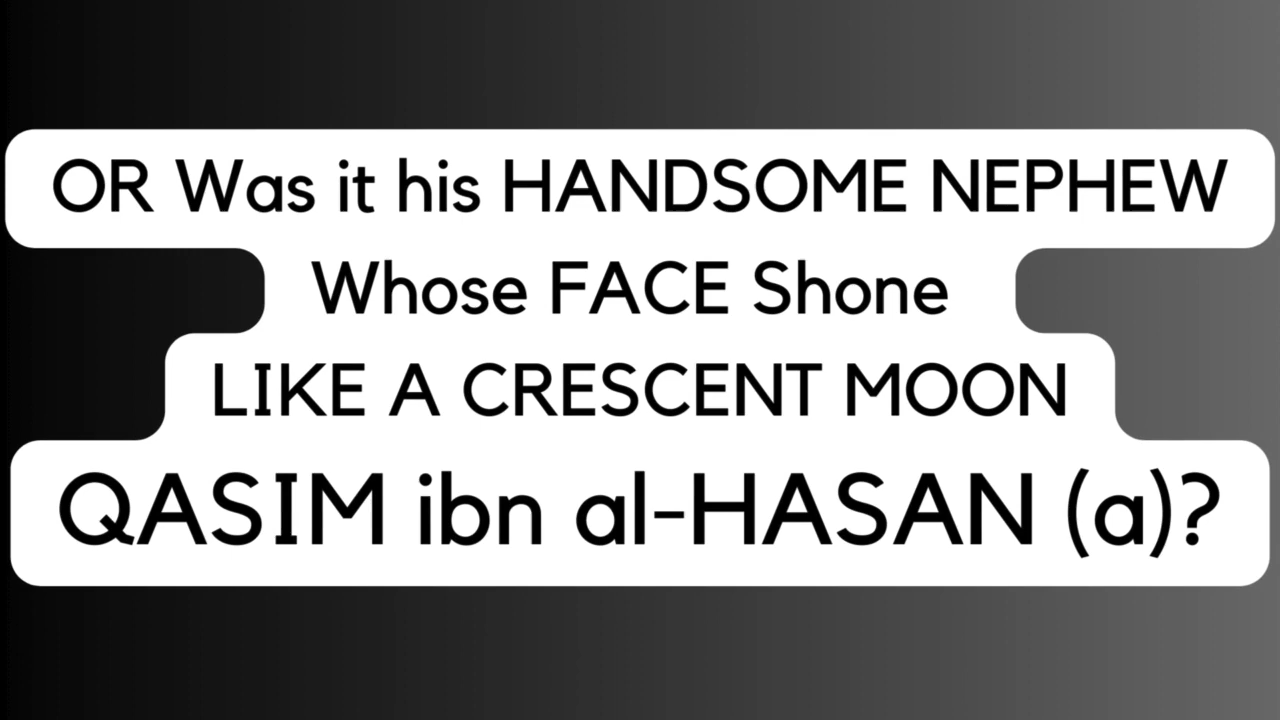 OR Was it his HANDSOME NEPHEW
Whose FACE Shone
LIKE A CRESCENT MOON
QASIM ibn al-HASAN (a)?